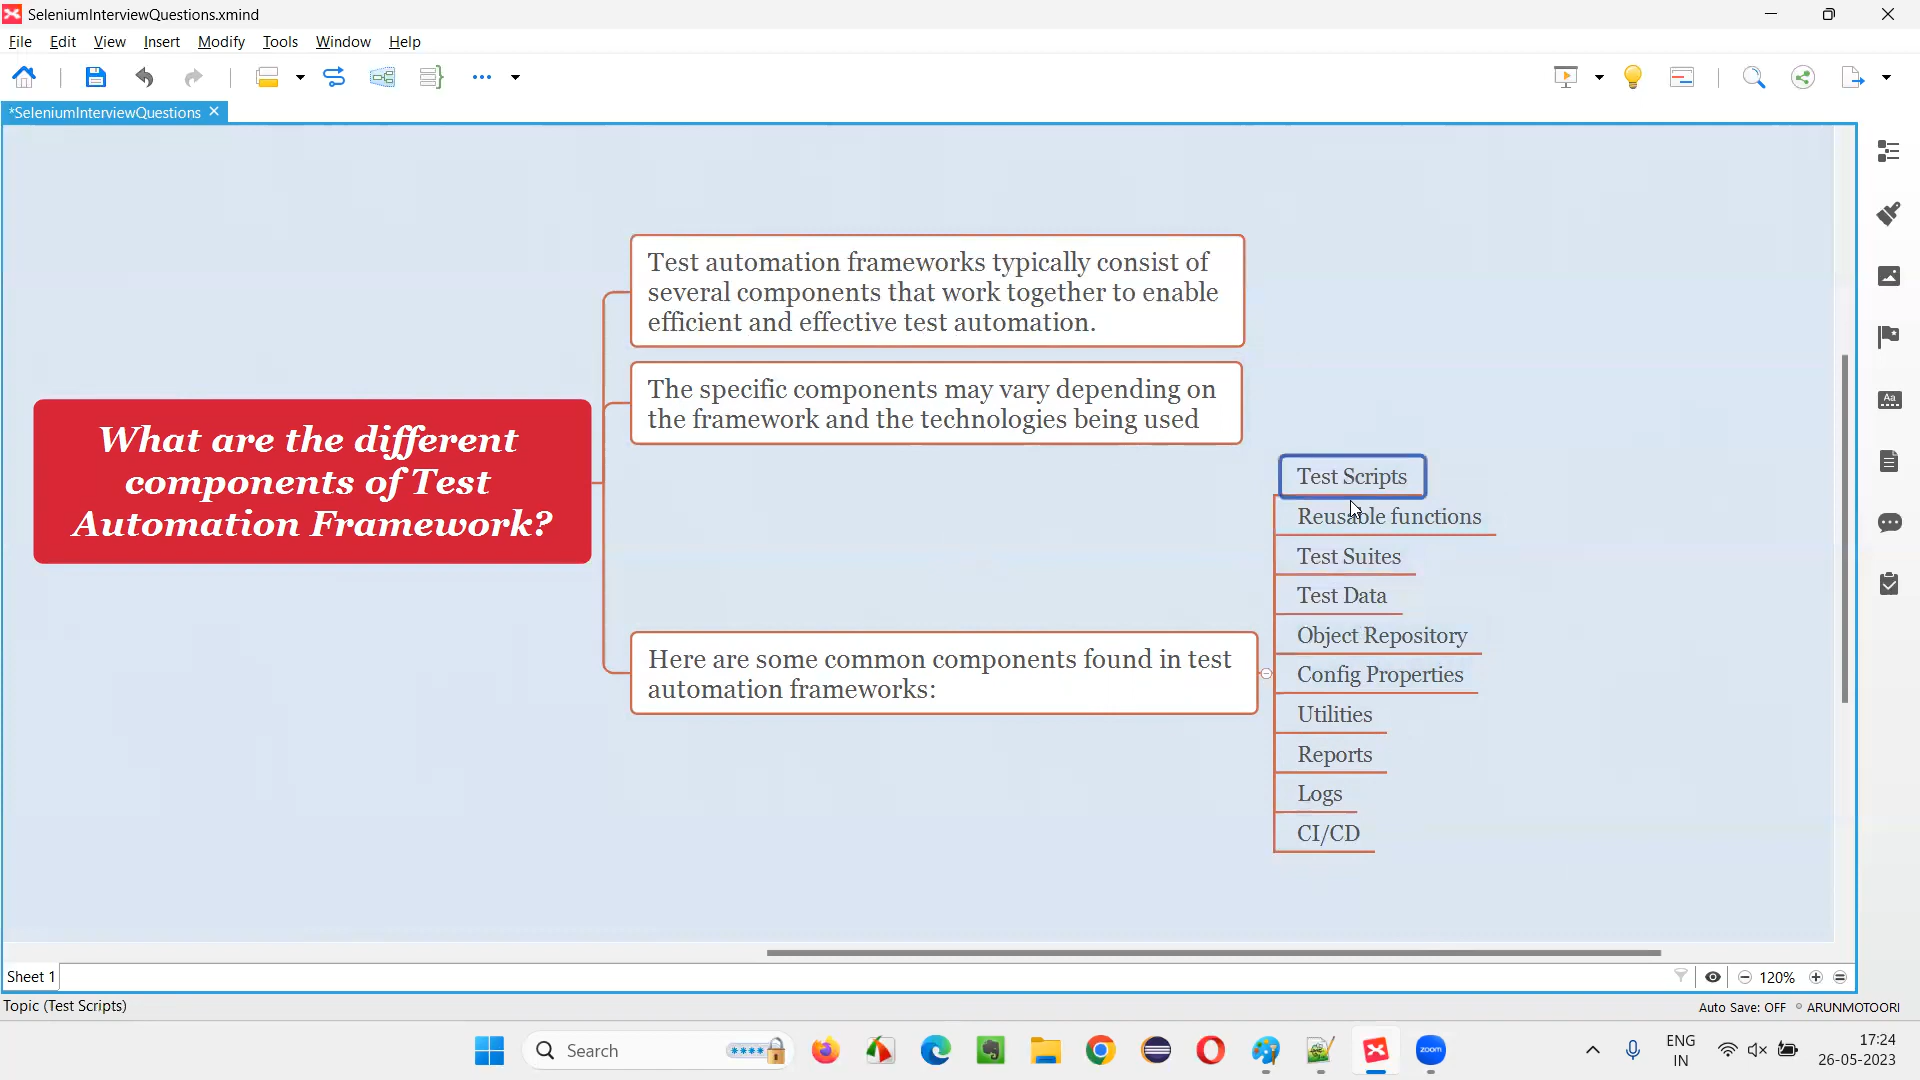 SeleniumInterviewQuestions.xmind
File Edit View Insert Modify Tools Window Help
*SeleniumInterviewQuestions
Test automation frameworks typically consist of
several components that work together to enable
efficient and effective test automation.
The specific components may vary depending on
the framework and the technologies being used
What are the different
components of Test
Automation Framework?
Here are some common components found in test
automation frameworks:
Test Scripts
Reusable functions
Test Suites
Test Data
Object Repository
Config Properties
Utilities
Reports
Logs
CI/CD
Sheet 1
120%
Topic (Test Scripts)
Auto Save: OFF
ARUNMOTOORI
Search
zoom
ENG
IN
17:24
26-05-2023